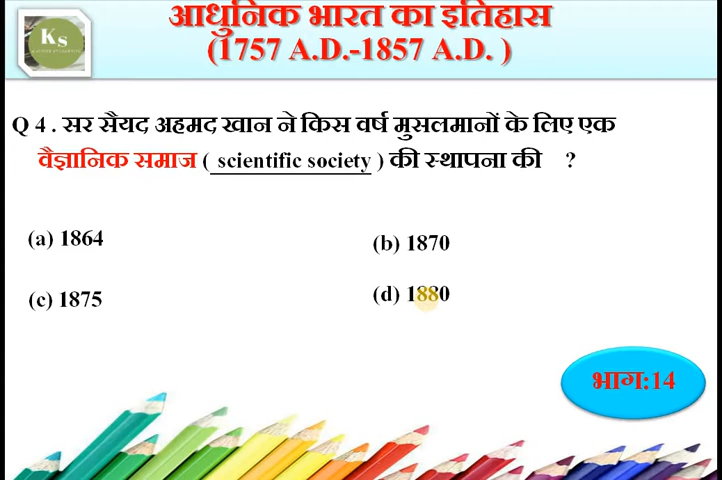 आधुनिक भारत का इतिहास
(1757 A.D.-1857 A.D. )
Ks
Q 4 . सर सैयद अहमद खान ने किस वर्ष मुसलमानों के लिए एक
वैज्ञानिक समाज ( scientific society ) की स्थापना की ?
(a) 1864
(b) 1870
(c) 1875
(d) 1880
भाग:14